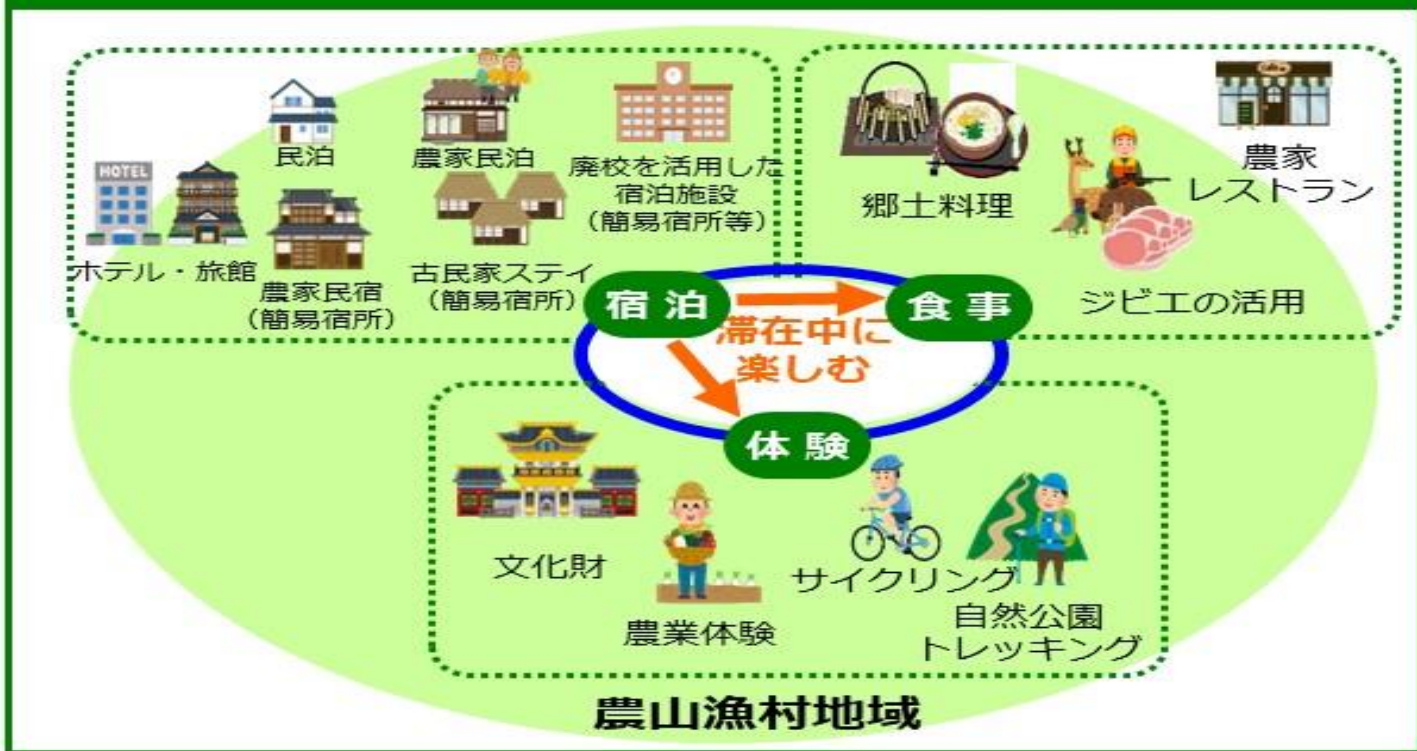 民泊
農家民泊
廃校を活用した
宿泊施設
(簡易宿所等)
HOTEL
ホテル・旅館
農家民宿
(簡易宿所)
古民家ステイ
(簡易宿所)
郷土料理
農家
レストラン
ジビエの活用
宿泊
食事
滞在中に
楽しむ
体験
文化財
農業体験
サイクリング
自然公園
トレッキング
農山漁村地域